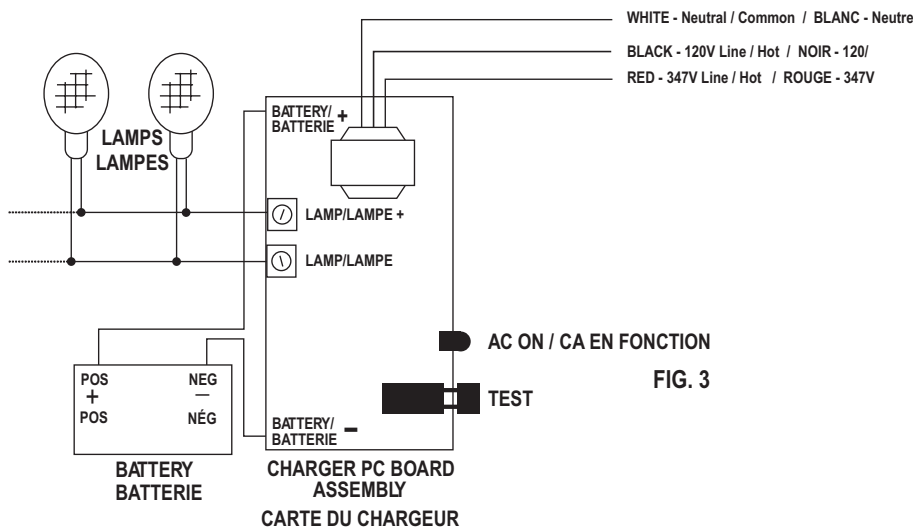 WHITE - Neutral / Common / BLANC - Neutre
BLACK - 120V Line / Hot / NOIR - 120/
RED - 347V Line / Hot / ROUGE - 347V
BATTERY/
BATTERIE +
LAMPS
LAMPES
LAMP/LAMPE +
LAMP/LAMPE
AC ON / CA EN FONCTION
FIG. 3
TEST
POS
+
POS
NEG
—
NÉG
BATTERY/
BATTERIE –
BATTERY
BATTERIE
CHARGER PC BOARD
ASSEMBLY
CARTE DU CHARGEUR